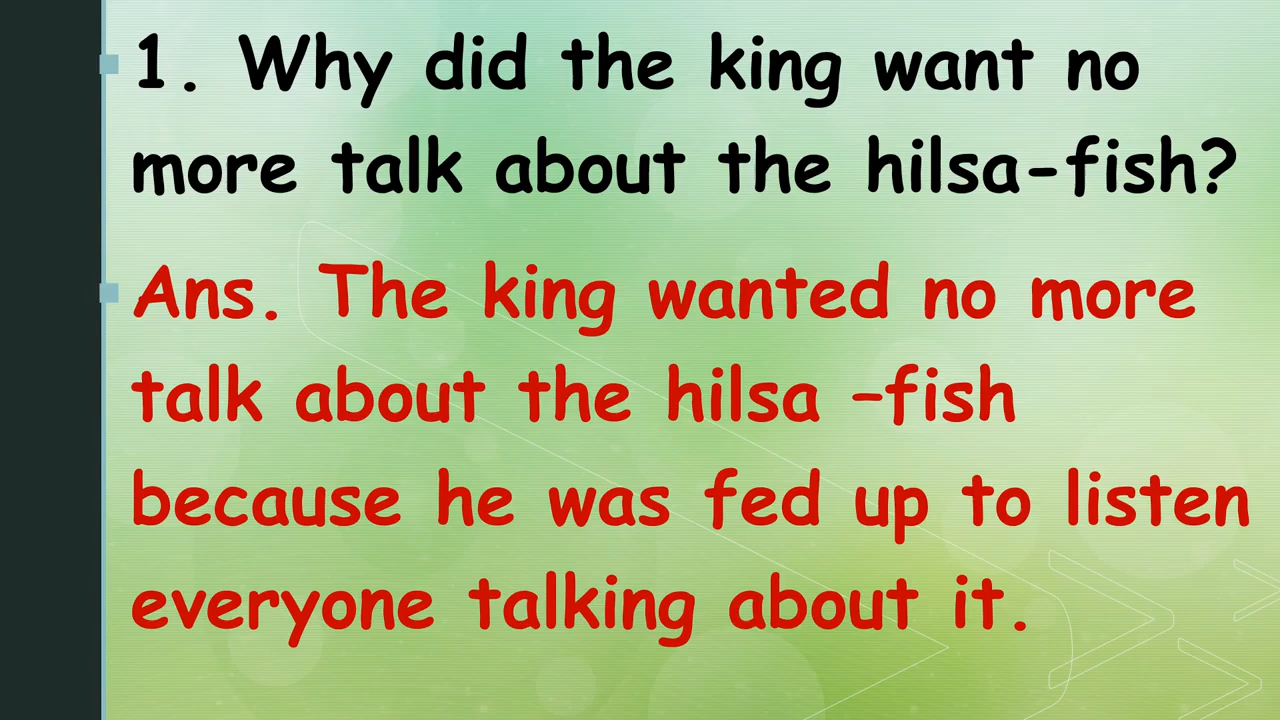 1. Why did the king want no
more talk about the hilsa-fish?
Ans. The king wanted no more
talk about the hilsa –fish
because he was fed up to listen
everyone talking about it.